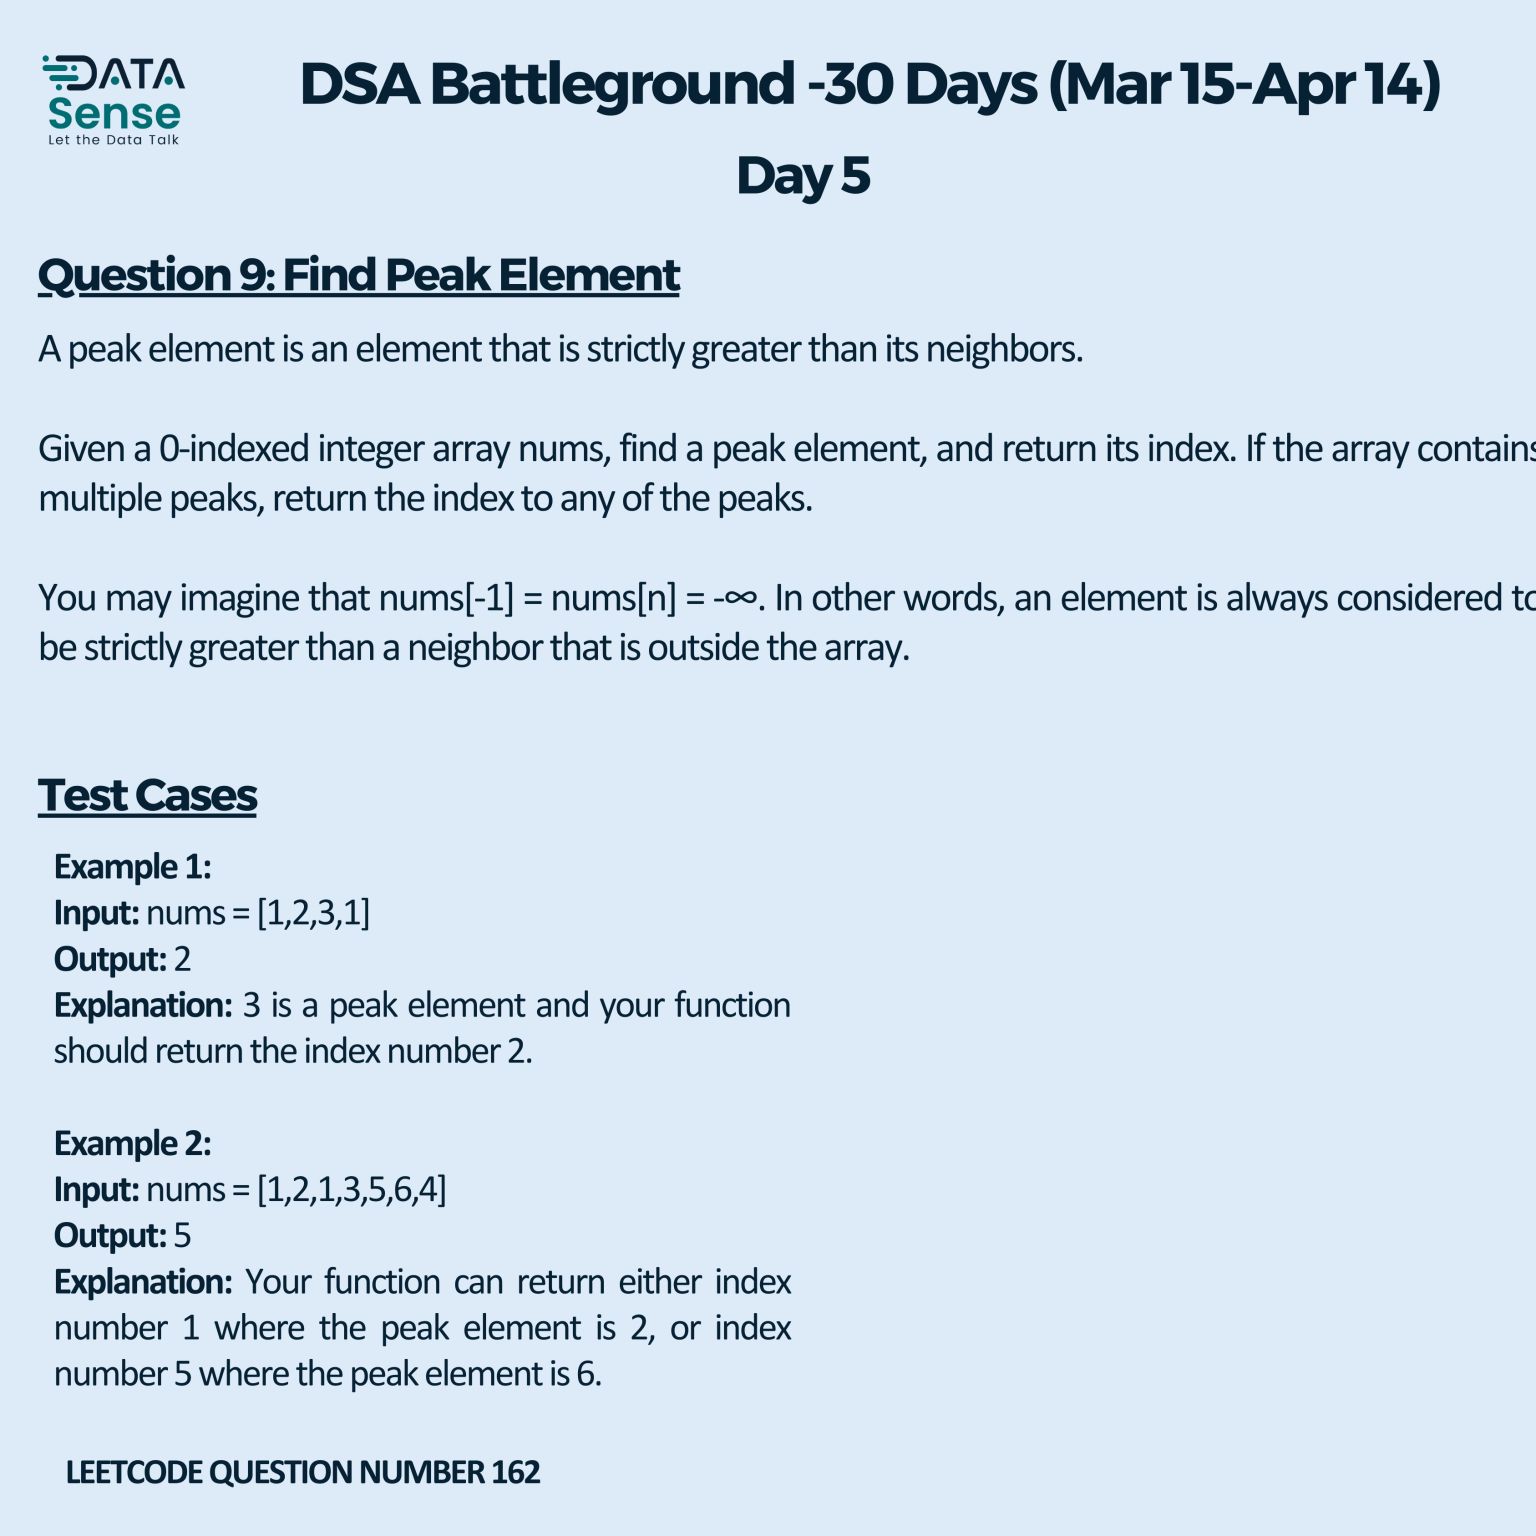 DATA
Sense
Let the Data Talk
DSA Battleground -30 Days (Mar 15-Apr 14)
Day 5
Question 9: Find Peak Element
A peak element is an element that is strictly greater than its neighbors.
Given a 0-indexed integer array nums, find a peak element, and return its index. If the array contains
multiple peaks, return the index to any of the peaks.
You may imagine that nums[-1] = nums[n] = -∞. In other words, an element is always considered to
be strictly greater than a neighbor that is outside the array.
Test Cases
Example 1:
Input: nums = [1,2,3,1]
Output: 2
Explanation: 3 is a peak element and your function
should return the index number 2.
Example 2:
Input: nums = [1,2,1,3,5,6,4]
Output: 5
Explanation: Your function can return either index
number 1 where the peak element is 2, or index
number 5 where the peak element is 6.
LEETCODE QUESTION NUMBER 162